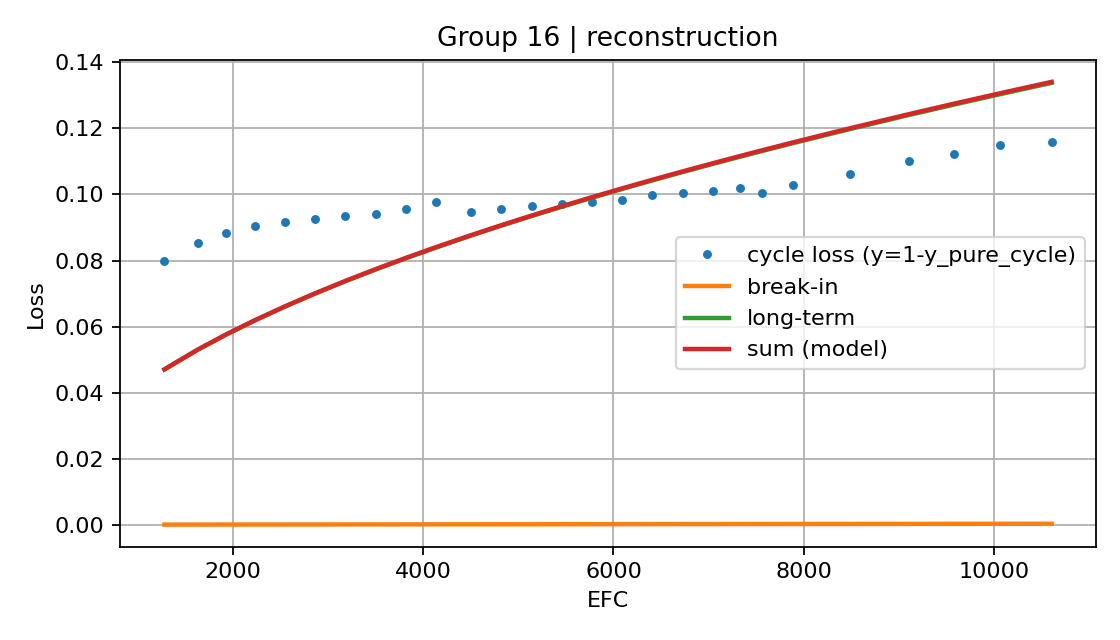 Group 16 | reconstruction
Loss
0.14
0.12
0.10
0.08
0.06
0.04
0.02
0.00
cycle loss (y=1-y_pure_cycle)
break-in
long-term
sum (model)
2000
4000
6000
8000
10000
EFC